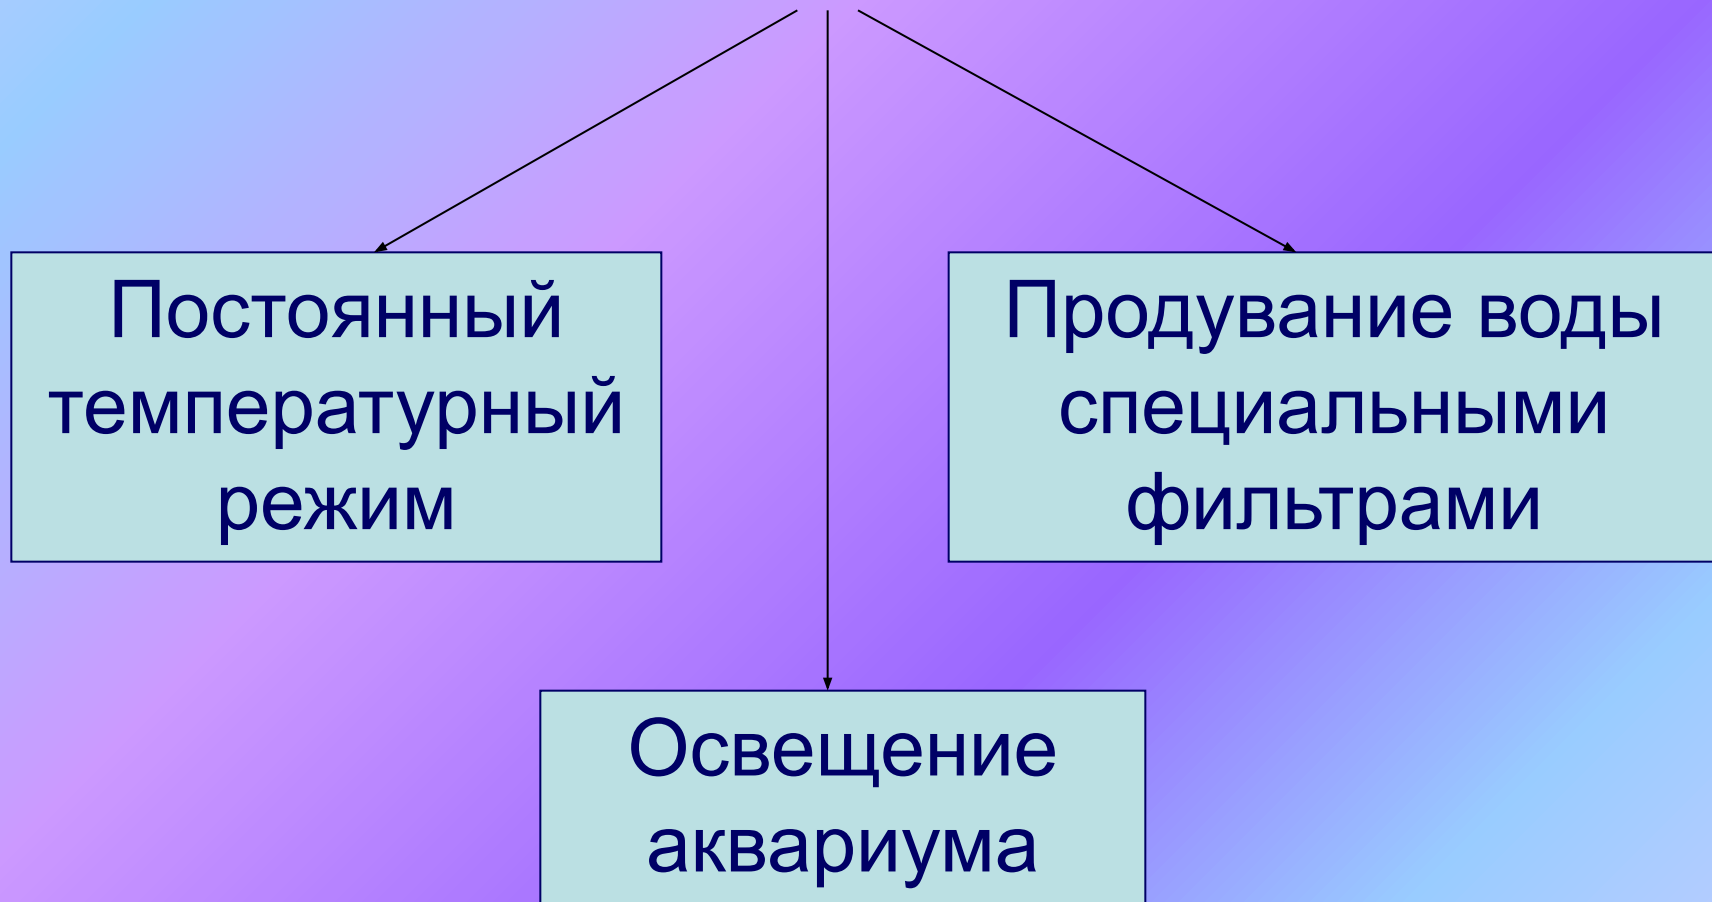 Постоянный
температурный
режим
Продувание воды
специальными
фильтрами
Освещение
аквариума